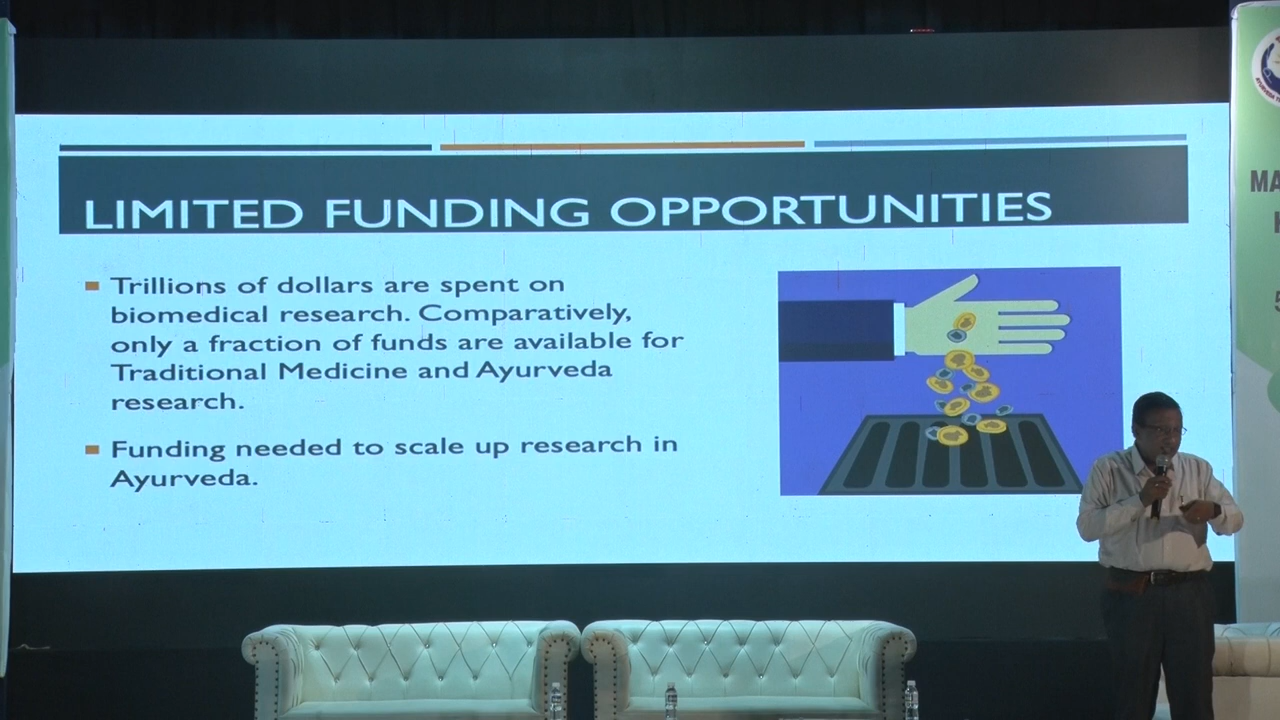 LIMITED FUNDING OPPORTUNITIES
Trillions of dollars are spent on
biomedical research. Comparatively,
only a fraction of funds are available for
Traditional Medicine and Ayurveda
research.
Funding needed to scale up research in
Ayurveda.
MA